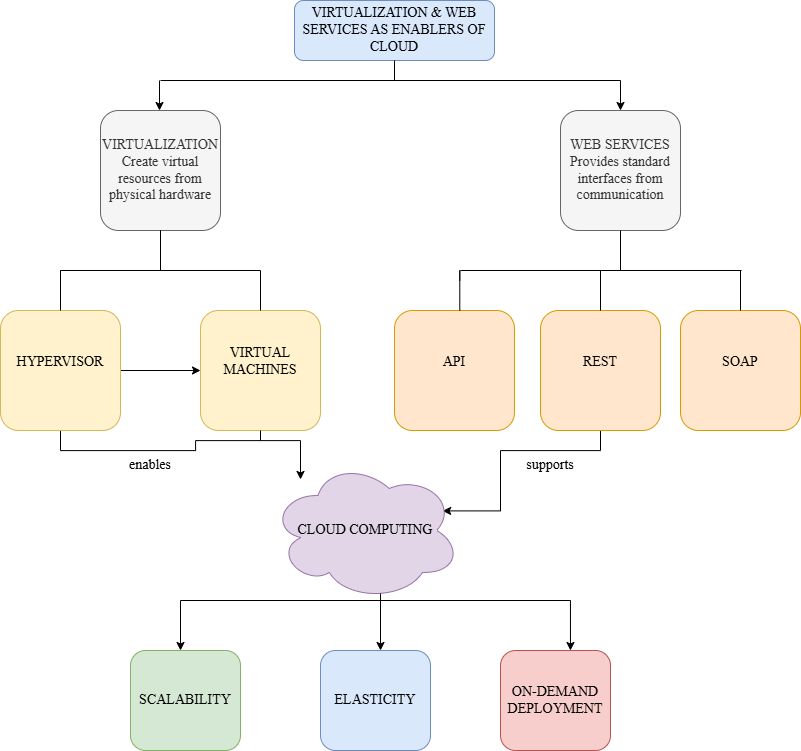 VIRTUALIZATION & WEB
SERVICES AS ENABLERS OF
CLOUD
VIRTUALIZATION
Create virtual
resources from
physical hardware
WEB SERVICES
Provides standard
interfaces from
communication
HYPERVISOR
VIRTUAL
MACHINES
API
REST
SOAP
enables
supports
CLOUD COMPUTING
SCALABILITY
ELASTICITY
ON-DEMAND
DEPLOYMENT